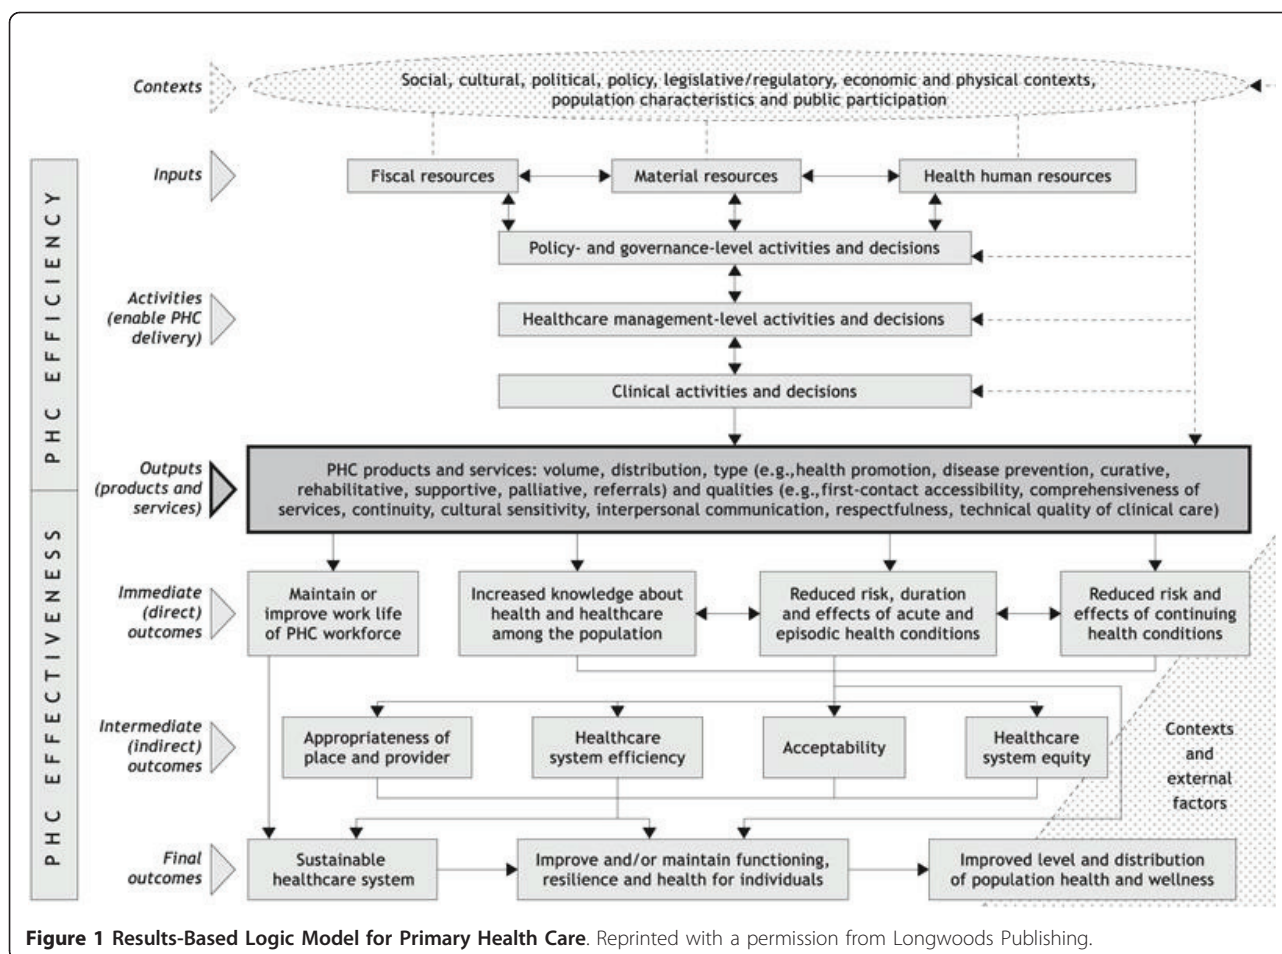 Contexts
Social, cultural, political, policy, legislative/regulatory, economic and physical contexts,
population characteristics and public participation
PHC EFFICIENCY
Inputs
Fiscal resources
Material resources
Health human resources
Policy- and governance-level activities and decisions
Activities
(enable PHC
delivery)
Healthcare management-level activities and decisions
Clinical activities and decisions
Outputs
(products and
services)
PHC products and services: volume, distribution, type (e.g.,health promotion, disease prevention, curative,
rehabilitative, supportive, palliative, referrals) and qualities (e.g.,first-contact accessibility, comprehensiveness of
services, continuity, cultural sensitivity, interpersonal communication, respectfulness, technical quality of clinical care)
PHC EFFECTIVENESS
Immediate
(direct)
outcomes
Maintain or
improve work life
of PHC workforce
Increased knowledge about
health and healthcare
among the population
Reduced risk, duration
and effects of acute and
episodic health conditions
Reduced risk and
effects of continuing
health conditions
Intermediate
(indirect)
outcomes
Appropriateness of
place and provider
Healthcare
system efficiency
Acceptability
Healthcare
system equity
Contexts
and
external
factors
Final
outcomes
Sustainable
healthcare system
Improve and/or maintain functioning,
resilience and health for individuals
Improved level and distribution
of population health and wellness
Figure 1 Results-Based Logic Model for Primary Health Care. Reprinted with a permission from Longwoods Publishing.